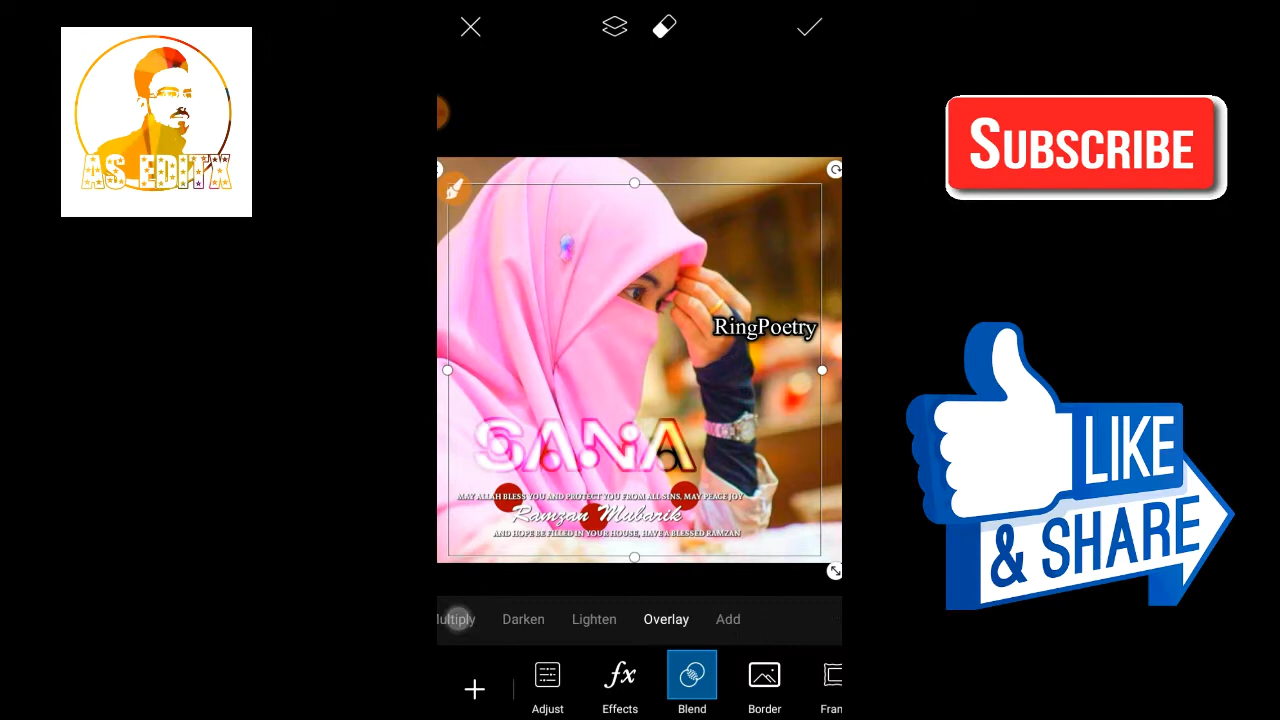 AS EDITX
SUBSCRIBE
RingPoetry
SANA
MAY ALLAH BLESS YOU AND PROTECT YOU FROM ALL SINS, MAY PEACE JOY
Ramzan Mubarik
AND HOPE BE FILLED IN YOUR HOUSE, HAVE A BLESSED RAMZAN
LIKE
& SHARE
ultiply Darken Lighten Overlay Add
Adjust fx Effects Blend Border Fran